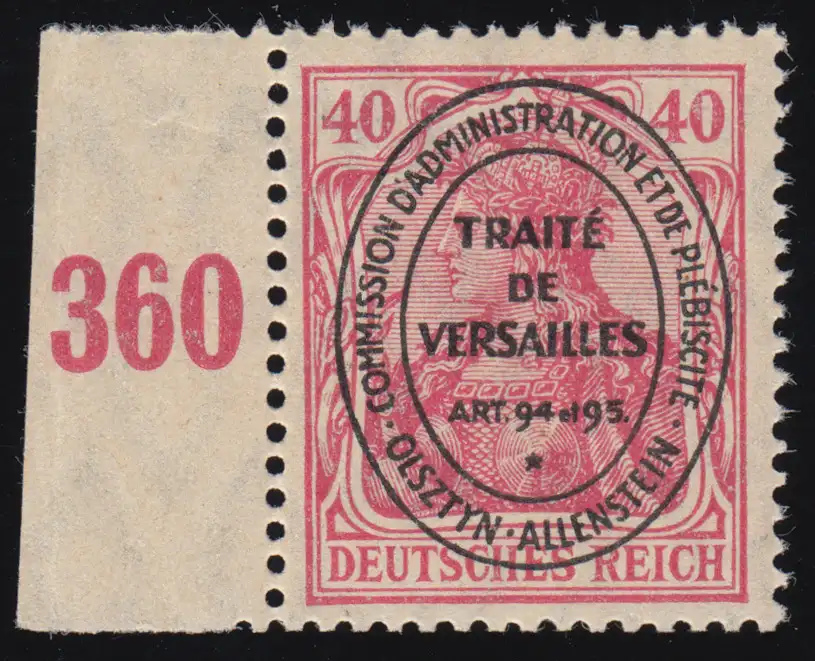 40 40
COMMISSION D'ADMINISTRATION ET DE PLÉBISCITE · OLSZTYN · ALLENSTEIN ·
TRAITÉ
DE
VERSAILLES
ART. 94 et 95.
360
DEUTSCHES REICH